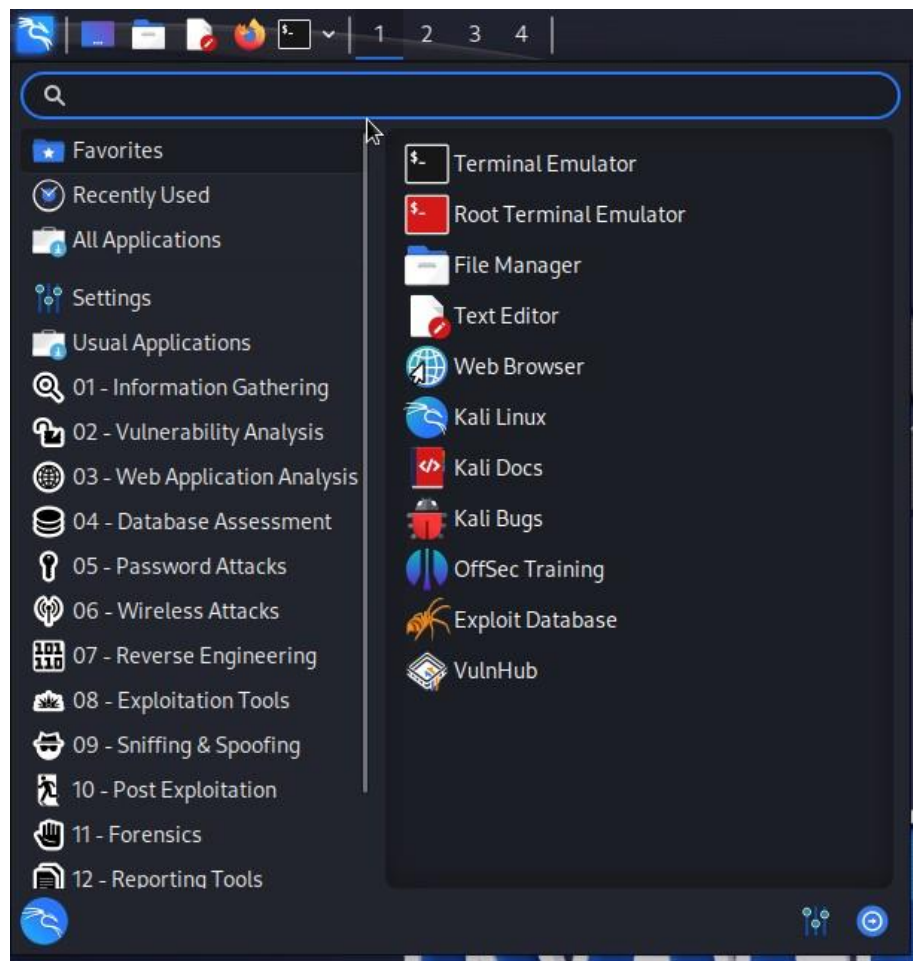 1 2 3 4
Favorites
Recently Used
All Applications
Settings
Usual Applications
01 - Information Gathering
02 - Vulnerability Analysis
03 - Web Application Analysis
04 - Database Assessment
05 - Password Attacks
06 - Wireless Attacks
07 - Reverse Engineering
08 - Exploitation Tools
09 - Sniffing & Spoofing
10 - Post Exploitation
11 - Forensics
12 - Reporting Tools
Terminal Emulator
Root Terminal Emulator
File Manager
Text Editor
Web Browser
Kali Linux
Kali Docs
Kali Bugs
OffSec Training
Exploit Database
VulnHub